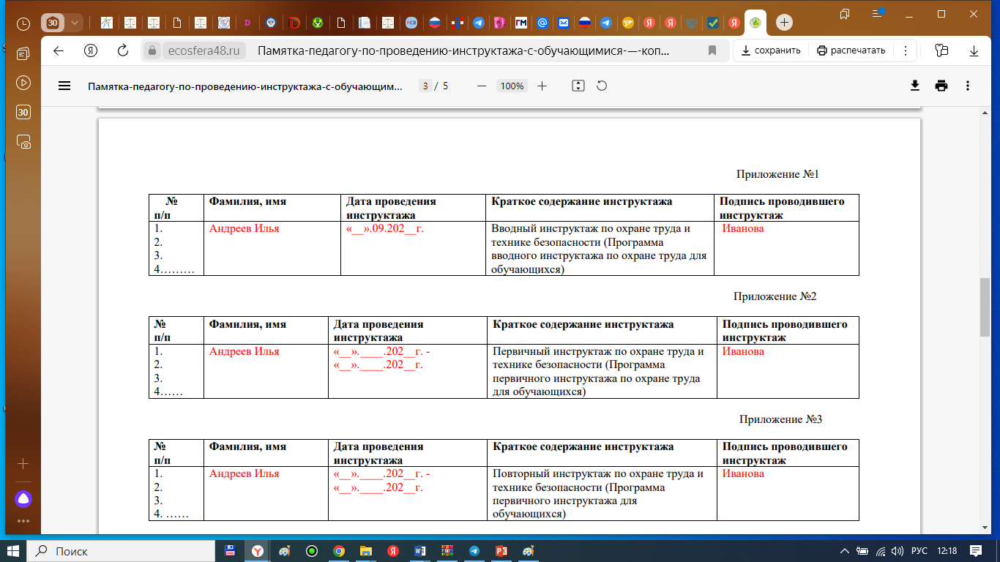 30
ecosfera48.ru
Памятка-педагогу-по-проведению-инструктажа-с-обучающимися-—-коп...
сохранить
распечатать
Памятка-педагогу-по-проведению-инструктажа-с-обучающим...
3 / 5
100%
30
Приложение №1
№ п/п
Фамилия, имя
Дата проведения инструктажа
Краткое содержание инструктажа
Подпись проводившего инструктаж
1.
2.
3.
4………
Андреев Илья
«__».09.202__г.
Вводный инструктаж по охране труда и
технике безопасности (Программа
вводного инструктажа по охране труда для
обучающихся)
Иванова
Приложение №2
№ п/п
Фамилия, имя
Дата проведения инструктажа
Краткое содержание инструктажа
Подпись проводившего инструктаж
1.
2.
3.
4……
Андреев Илья
«__».____.202__г. -
«__».____.202__г.
Первичный инструктаж по охране труда и
технике безопасности (Программа
первичного инструктажа по охране труда
для обучающихся)
Иванова
Приложение №3
№ п/п
Фамилия, имя
Дата проведения инструктажа
Краткое содержание инструктажа
Подпись проводившего инструктаж
1.
2.
3.
4. ……
Андреев Илья
«__».____.202__г. -
«__».____.202__г.
Повторный инструктаж по охране труда и
технике безопасности (Программа
первичного инструктажа для
обучающихся)
Иванова
Поиск
РУС
12:18